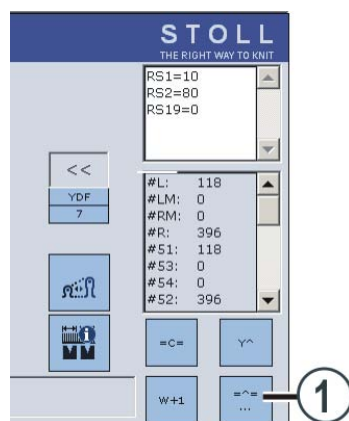 STOLL
THE RIGHT WAY TO KNIT
RS1=10
RS2=80
RS19=0
<<
YDF
7
#L: 118
#LM: 0
#RM: 0
#R: 396
#51: 118
#53: 0
#54: 0
#52: 396
=C=
Y^
W+1
=^=
...
1